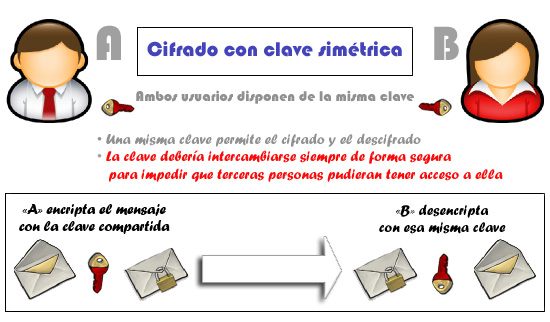 A
Cifrado con clave simétrica
B
Ambos usuarios disponen de la misma clave
• Una misma clave permite el cifrado y el descifrado
• La clave debería intercambiarse siempre de forma segura
para impedir que terceras personas pudieran tener acceso a ella
«A» encripta el mensaje
con la clave compartida
«B» desencripta
con esa misma clave